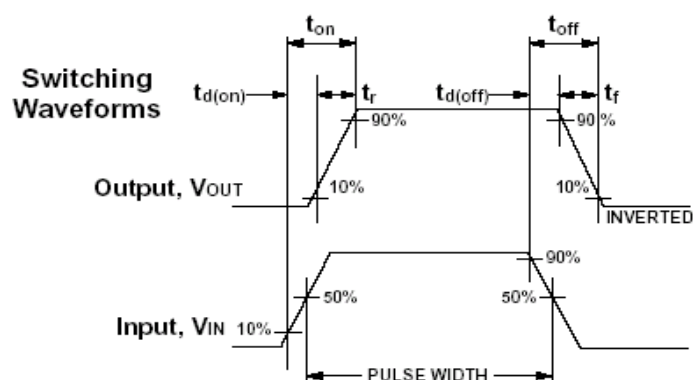 ton
toff
Switching
Waveforms
td(on)
tr
td(off)
tf
90%
90%
Output, VOUT
10%
10%
INVERTED
90%
50%
50%
Input, VIN
10%
PULSE WIDTH